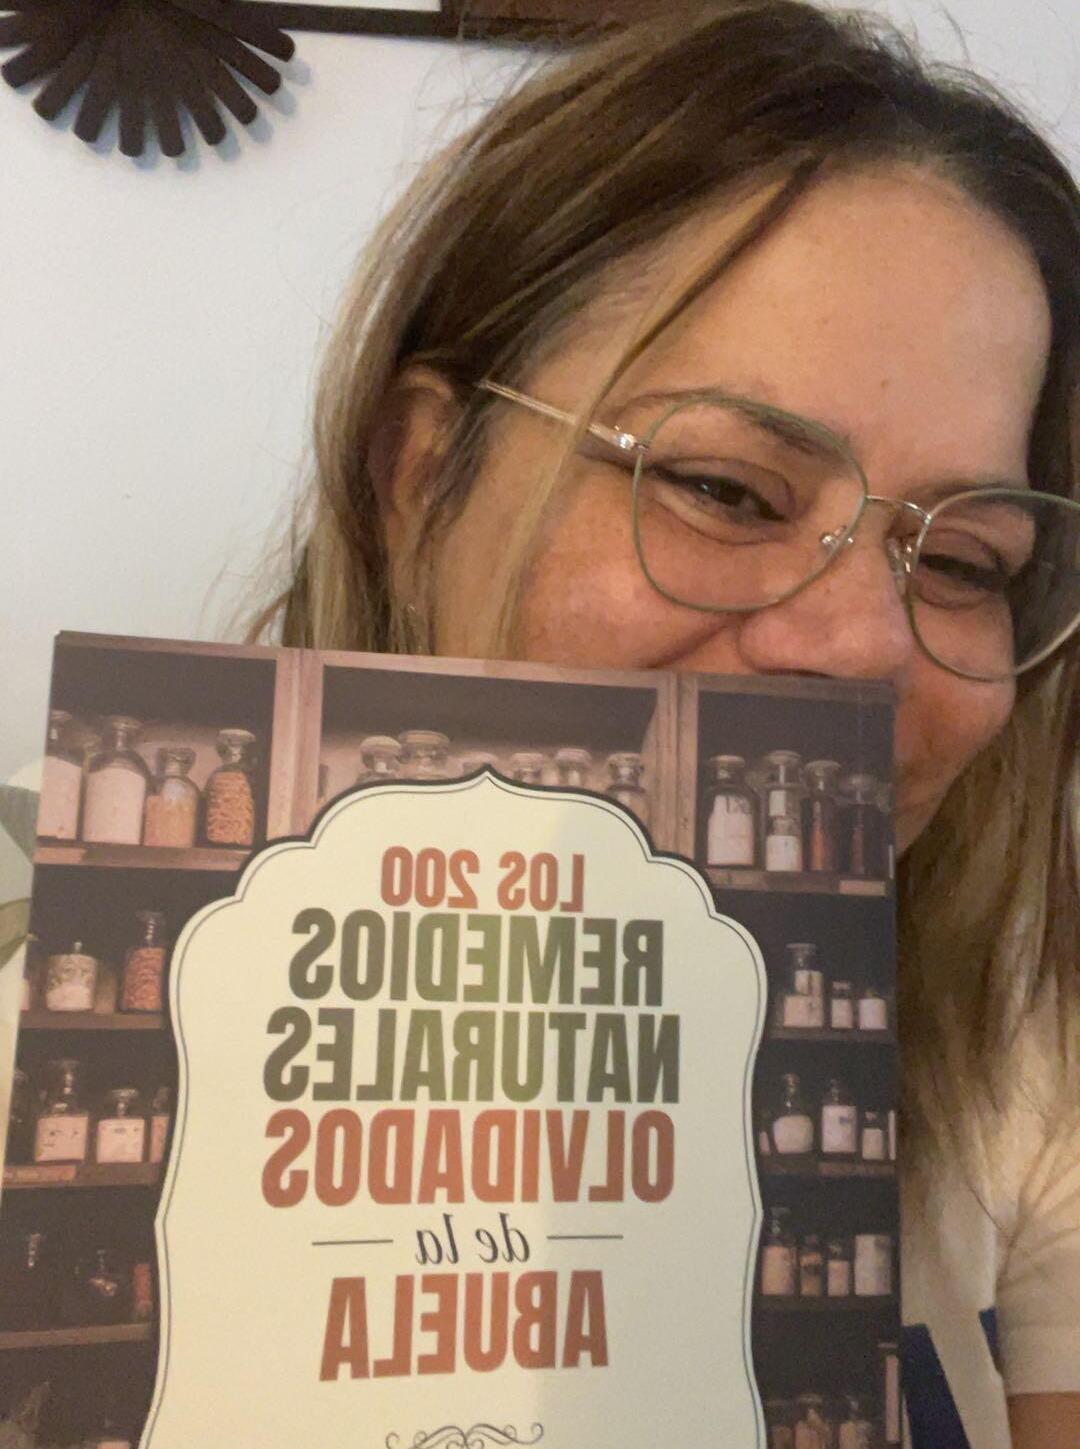 LOS 200
REMEDIOS
NATURALES
OLVIDADOS
de la
ABUELA